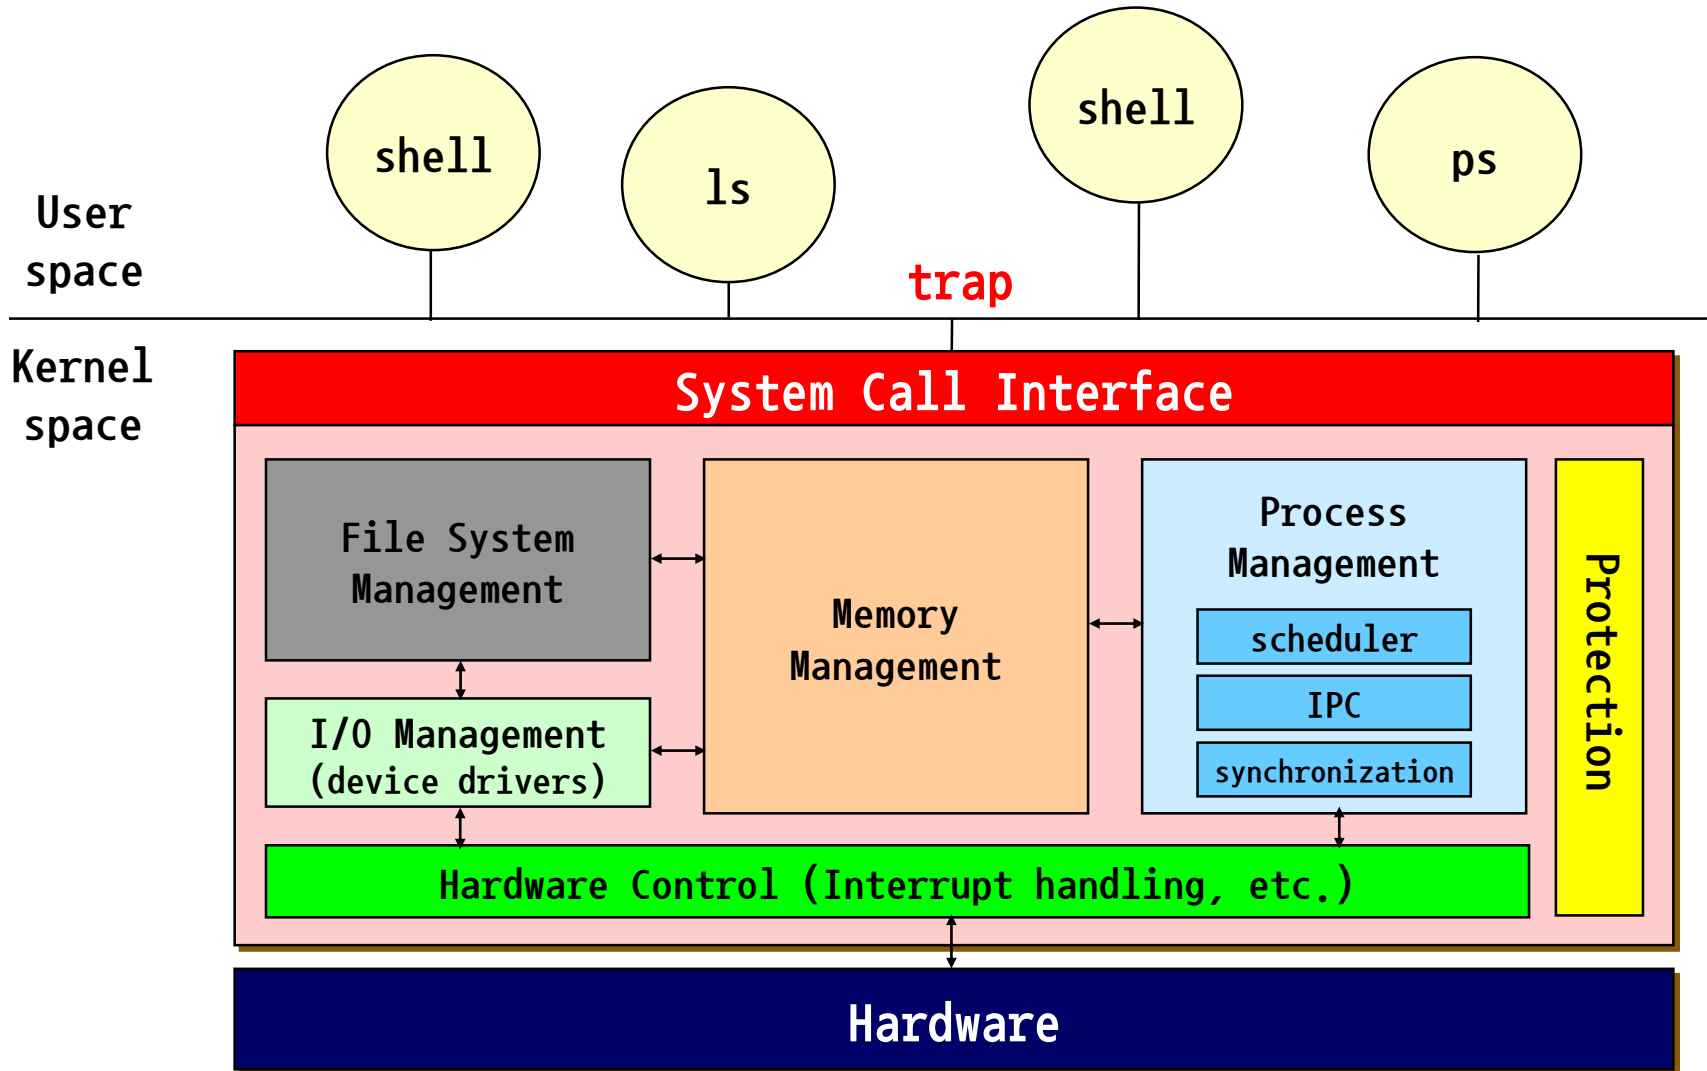 shell
ls
shell
ps
User
space
trap
Kernel
space
System Call Interface
File System
Management
Memory
Management
Process
Management
scheduler
IPC
synchronization
Protection
I/O Management
(device drivers)
Hardware Control (Interrupt handling, etc.)
Hardware